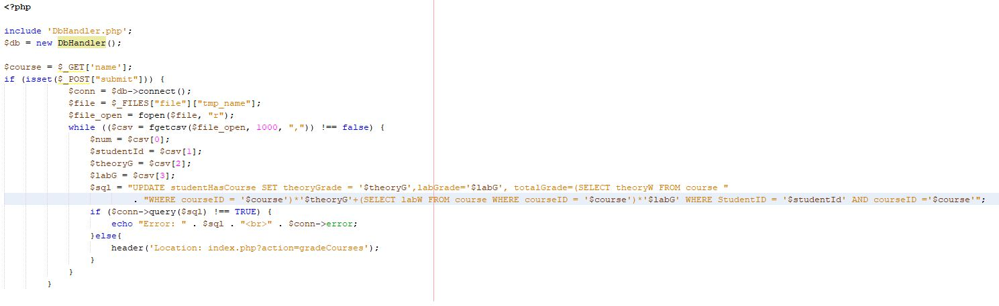 <?php
include 'DbHandler.php';
$db = new DbHandler();
$course = $_GET['name'];
if (isset($_POST["submit"])) {
$conn = $db->connect();
$file = $_FILES["file"]["tmp_name"];
$file_open = fopen($file, "r");
while (($csv = fgetcsv($file_open, 1000, ",")) !== false) {
$num = $csv[0];
$studentId = $csv[1];
$theoryG = $csv[2];
$labG = $csv[3];
$sql = "UPDATE studentHasCourse SET theoryGrade = '$theoryG',labGrade='$labG', totalGrade=(SELECT theoryW FROM course "
. "WHERE courseID = '$course')*'$theoryG'+(SELECT labW FROM course WHERE courseID = '$course')*'$labG' WHERE StudentID = '$studentId' AND courseID ='$course'";
if ($conn->query($sql) !== TRUE) {
echo "Error: " . $sql . "<br>" . $conn->error;
}else{
header('Location: index.php?action=gradeCourses');
}
}
}